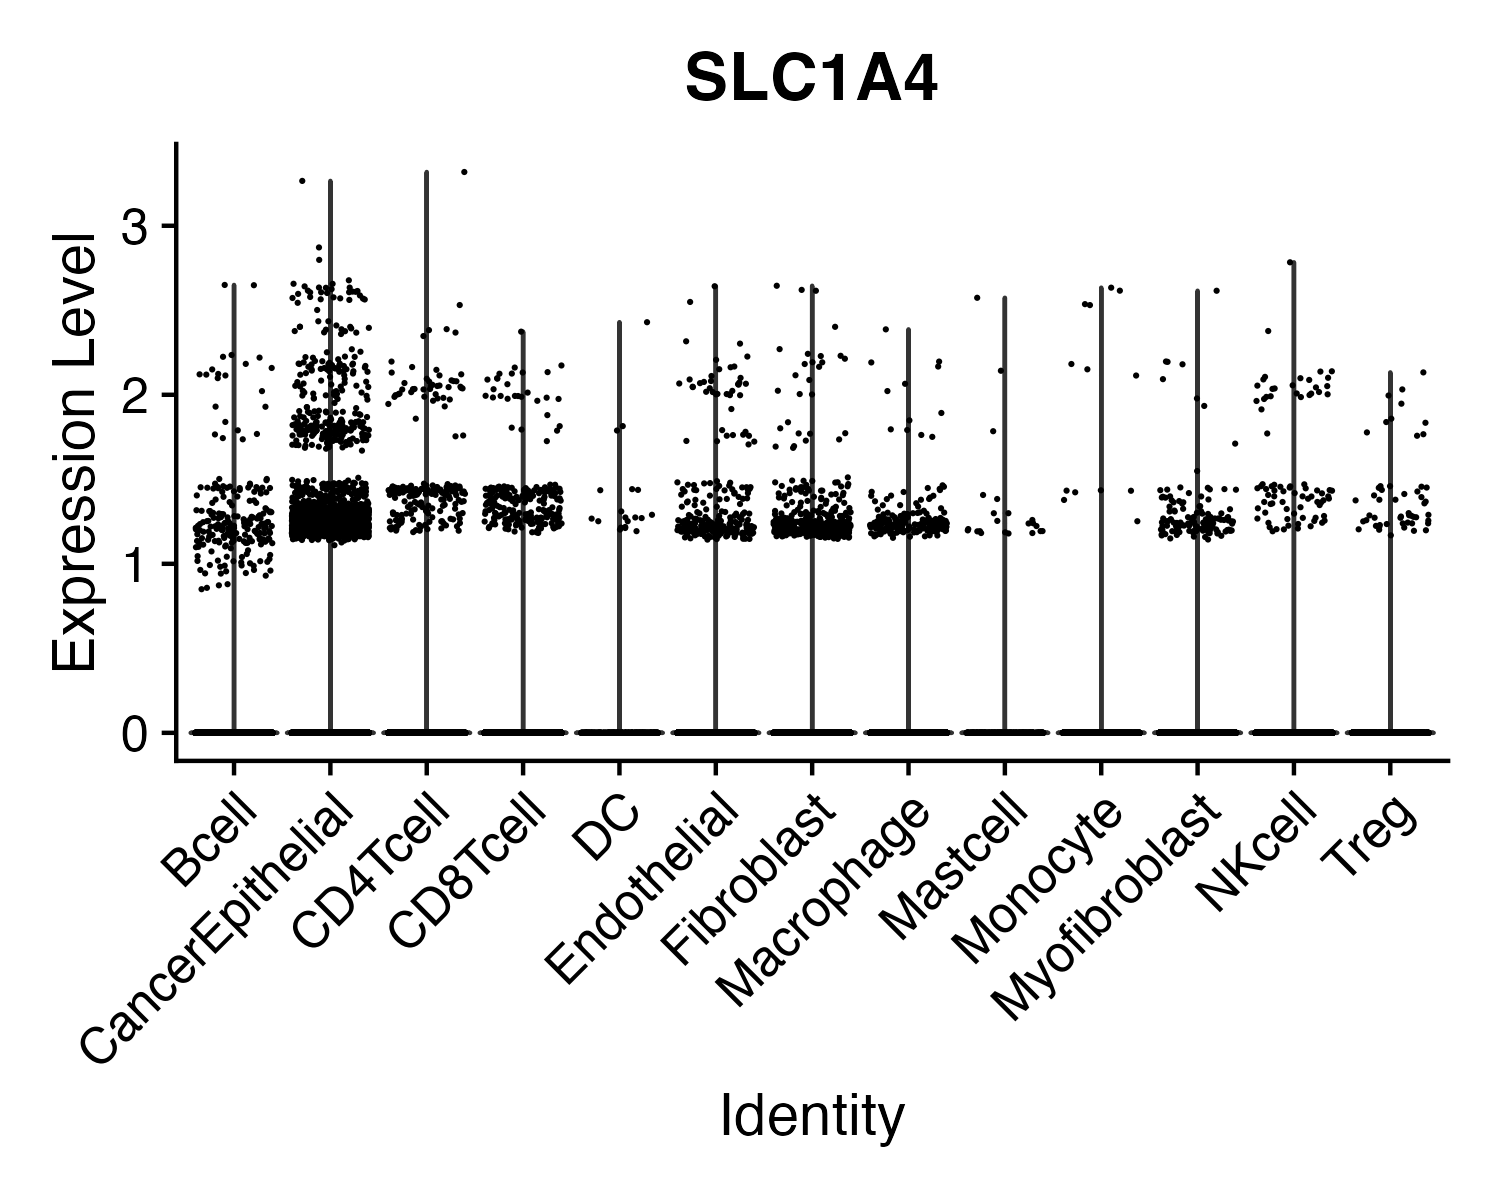 SLC1A4
Expression Level
3
2
1
0
Bcell
CancerEpithelial
CD4Tcell
CD8Tcell
DC
Endothelial
Fibroblast
Macrophage
Mastcell
Monocyte
Myofibroblast
NKcell
Treg
Identity